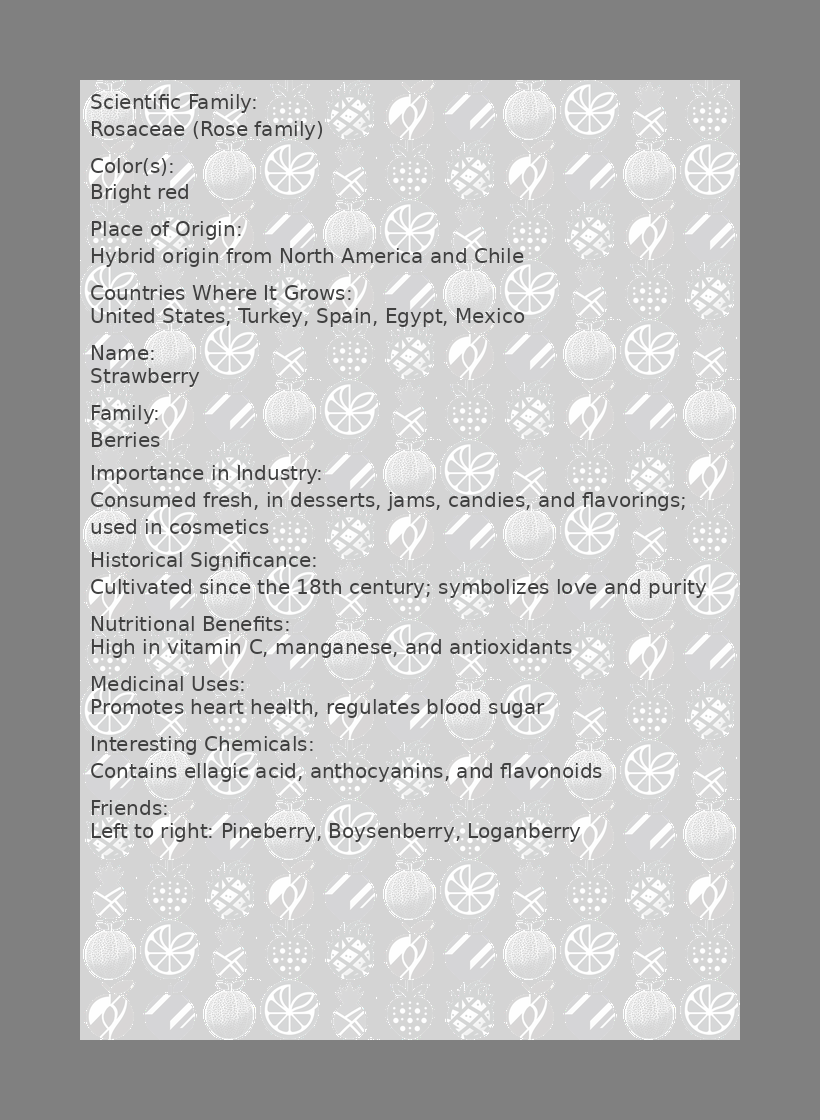 Scientific Family:
Rosaceae (Rose family)
Color(s):
Bright red
Place of Origin:
Hybrid origin from North America and Chile
Countries Where It Grows:
United States, Turkey, Spain, Egypt, Mexico
Name:
Strawberry
Family:
Berries
Importance in Industry:
Consumed fresh, in desserts, jams, candies, and flavorings;
used in cosmetics
Historical Significance:
Cultivated since the 18th century; symbolizes love and purity
Nutritional Benefits:
High in vitamin C, manganese, and antioxidants
Medicinal Uses:
Promotes heart health, regulates blood sugar
Interesting Chemicals:
Contains ellagic acid, anthocyanins, and flavonoids
Friends:
Left to right: Pineberry, Boysenberry, Loganberry